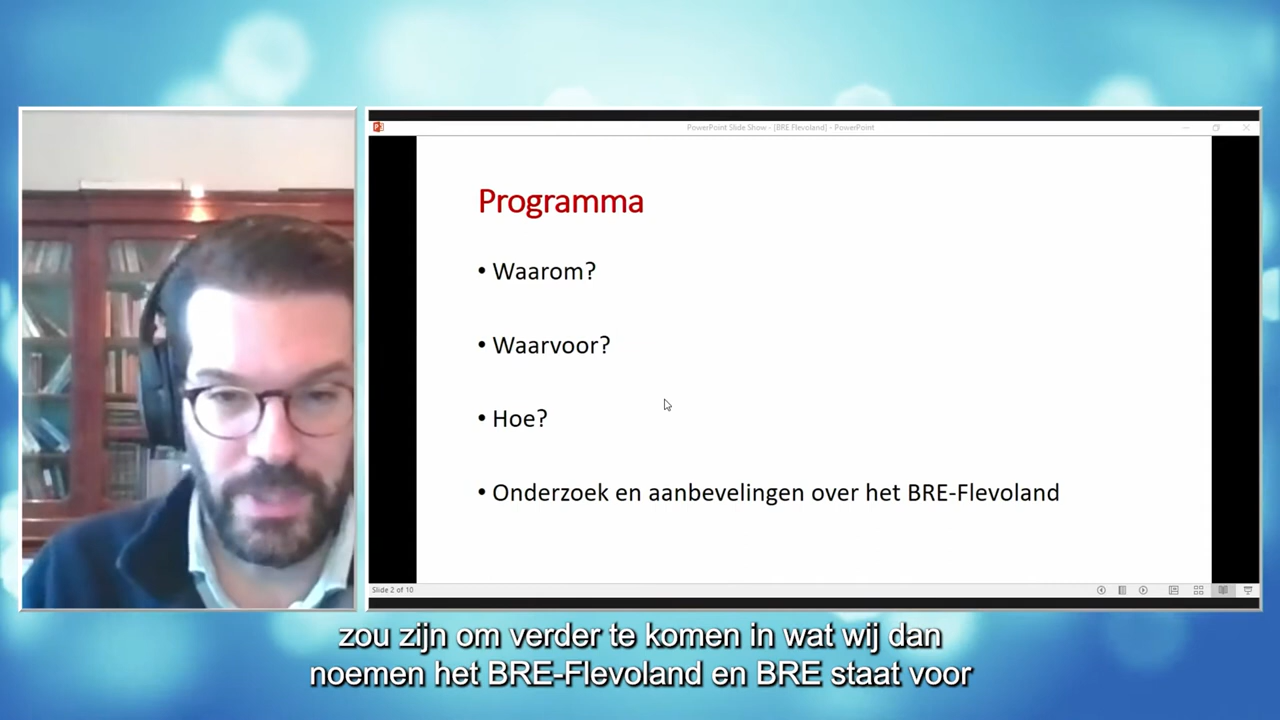 PowerPoint Slide Show - [BRE Flevoland] - PowerPoint
Programma
• Waarom?
• Waarvoor?
• Hoe?
• Onderzoek en aanbevelingen over het BRE-Flevoland
Slide 2 of 10
zou zijn om verder te komen in wat wij dan
noemen het BRE-Flevoland en BRE staat voor